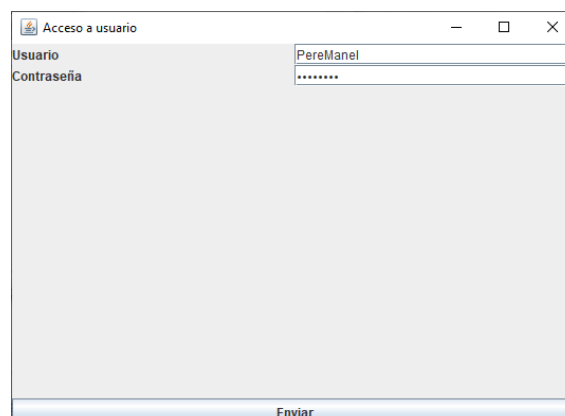 Acceso a usuario
Usuario PereManel
Contraseña ••••••••
Enviar